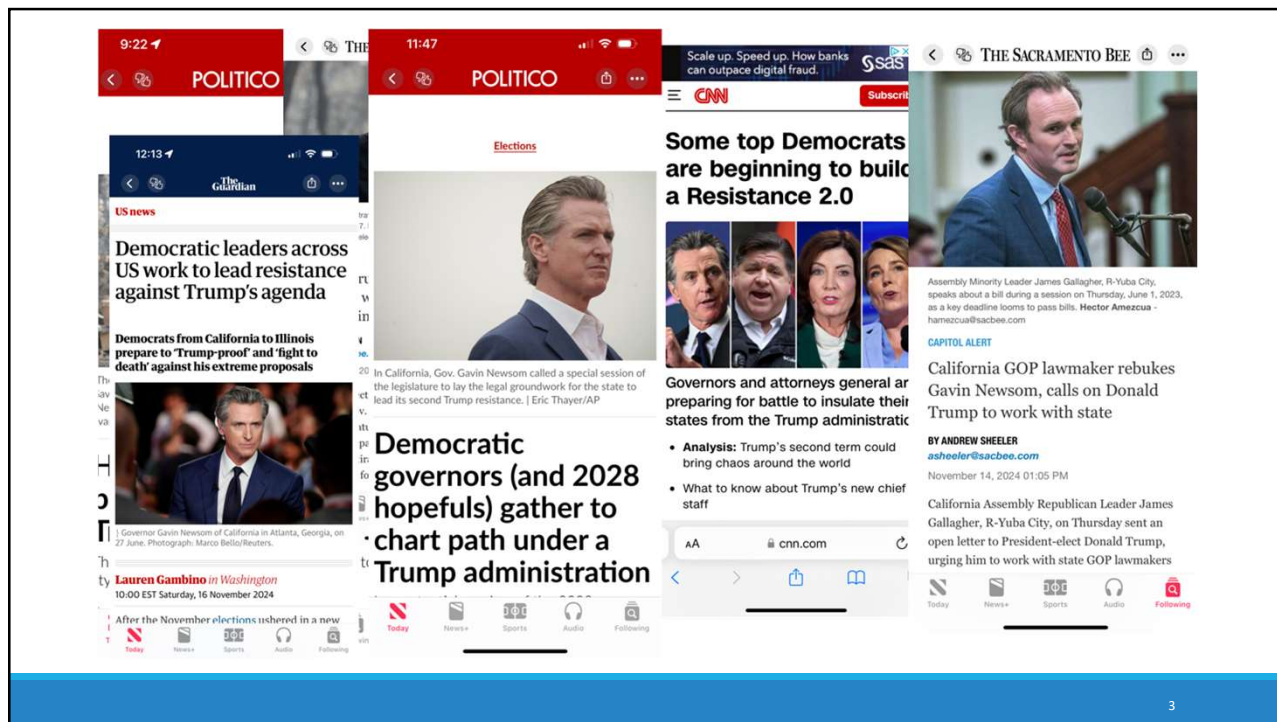 9:22
POLITICO
THE
12:13
The
Guardian
US news
Democratic leaders across
US work to lead resistance
against Trump's agenda
Democrats from California to Illinois
prepare to 'Trump-proof' and 'fight to
death' against his extreme proposals
| Governor Gavin Newsom of California in Atlanta, Georgia, on
27 June. Photograph: Marco Bello/Reuters.
Lauren Gambino in Washington
10:00 EST Saturday, 16 November 2024
After the November elections ushered in a new
Today News+ Sports Audio Following
11:47
POLITICO
Elections
In California, Gov. Gavin Newsom called a special session of
the legislature to lay the legal groundwork for the state to
lead its second Trump resistance. | Eric Thayer/AP
Democratic
governors (and 2028
hopefuls) gather to
chart path under a
Trump administration
Today News+ Sports Audio Following
Scale up. Speed up. How banks
can outpace digital fraud.
sas
CNN
Subscrib
Some top Democrats
are beginning to build
a Resistance 2.0
Governors and attorneys general ar
preparing for battle to insulate their
states from the Trump administratio
• Analysis: Trump's second term could
bring chaos around the world
• What to know about Trump's new chief
staff
AA cnn.com
THE SACRAMENTO BEE
Assembly Minority Leader James Gallagher, R-Yuba City,
speaks about a bill during a session on Thursday, June 1, 2023,
as a key deadline looms to pass bills. Hector Amezcua -
hamezcua@sacbee.com
CAPITOL ALERT
California GOP lawmaker rebukes
Gavin Newsom, calls on Donald
Trump to work with state
BY ANDREW SHEELER
asheeler@sacbee.com
November 14, 2024 01:05 PM
California Assembly Republican Leader James
Gallagher, R-Yuba City, on Thursday sent an
open letter to President-elect Donald Trump,
urging him to work with state GOP lawmakers
Today News+ Sports Audio Following
3